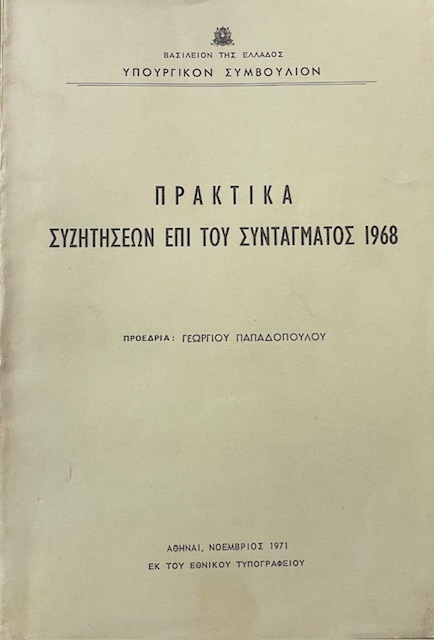 ΒΑΣΙΛΕΙΟΝ ΤΗΣ ΕΛΛΑΔΟΣ
ΥΠΟΥΡΓΙΚΟΝ ΣΥΜΒΟΥΛΙΟΝ
ΠΡΑΚΤΙΚΑ
ΣΥΖΗΤΗΣΕΩΝ ΕΠΙ ΤΟΥ ΣΥΝΤΑΓΜΑΤΟΣ 1968
ΠΡΟΕΔΡΙΑ: ΓΕΩΡΓΙΟΥ ΠΑΠΑΔΟΠΟΥΛΟΥ
ΑΘΗΝΑΙ, ΝΟΕΜΒΡΙΟΣ 1971
ΕΚ ΤΟΥ ΕΘΝΙΚΟΥ ΤΥΠΟΓΡΑΦΕΙΟΥ